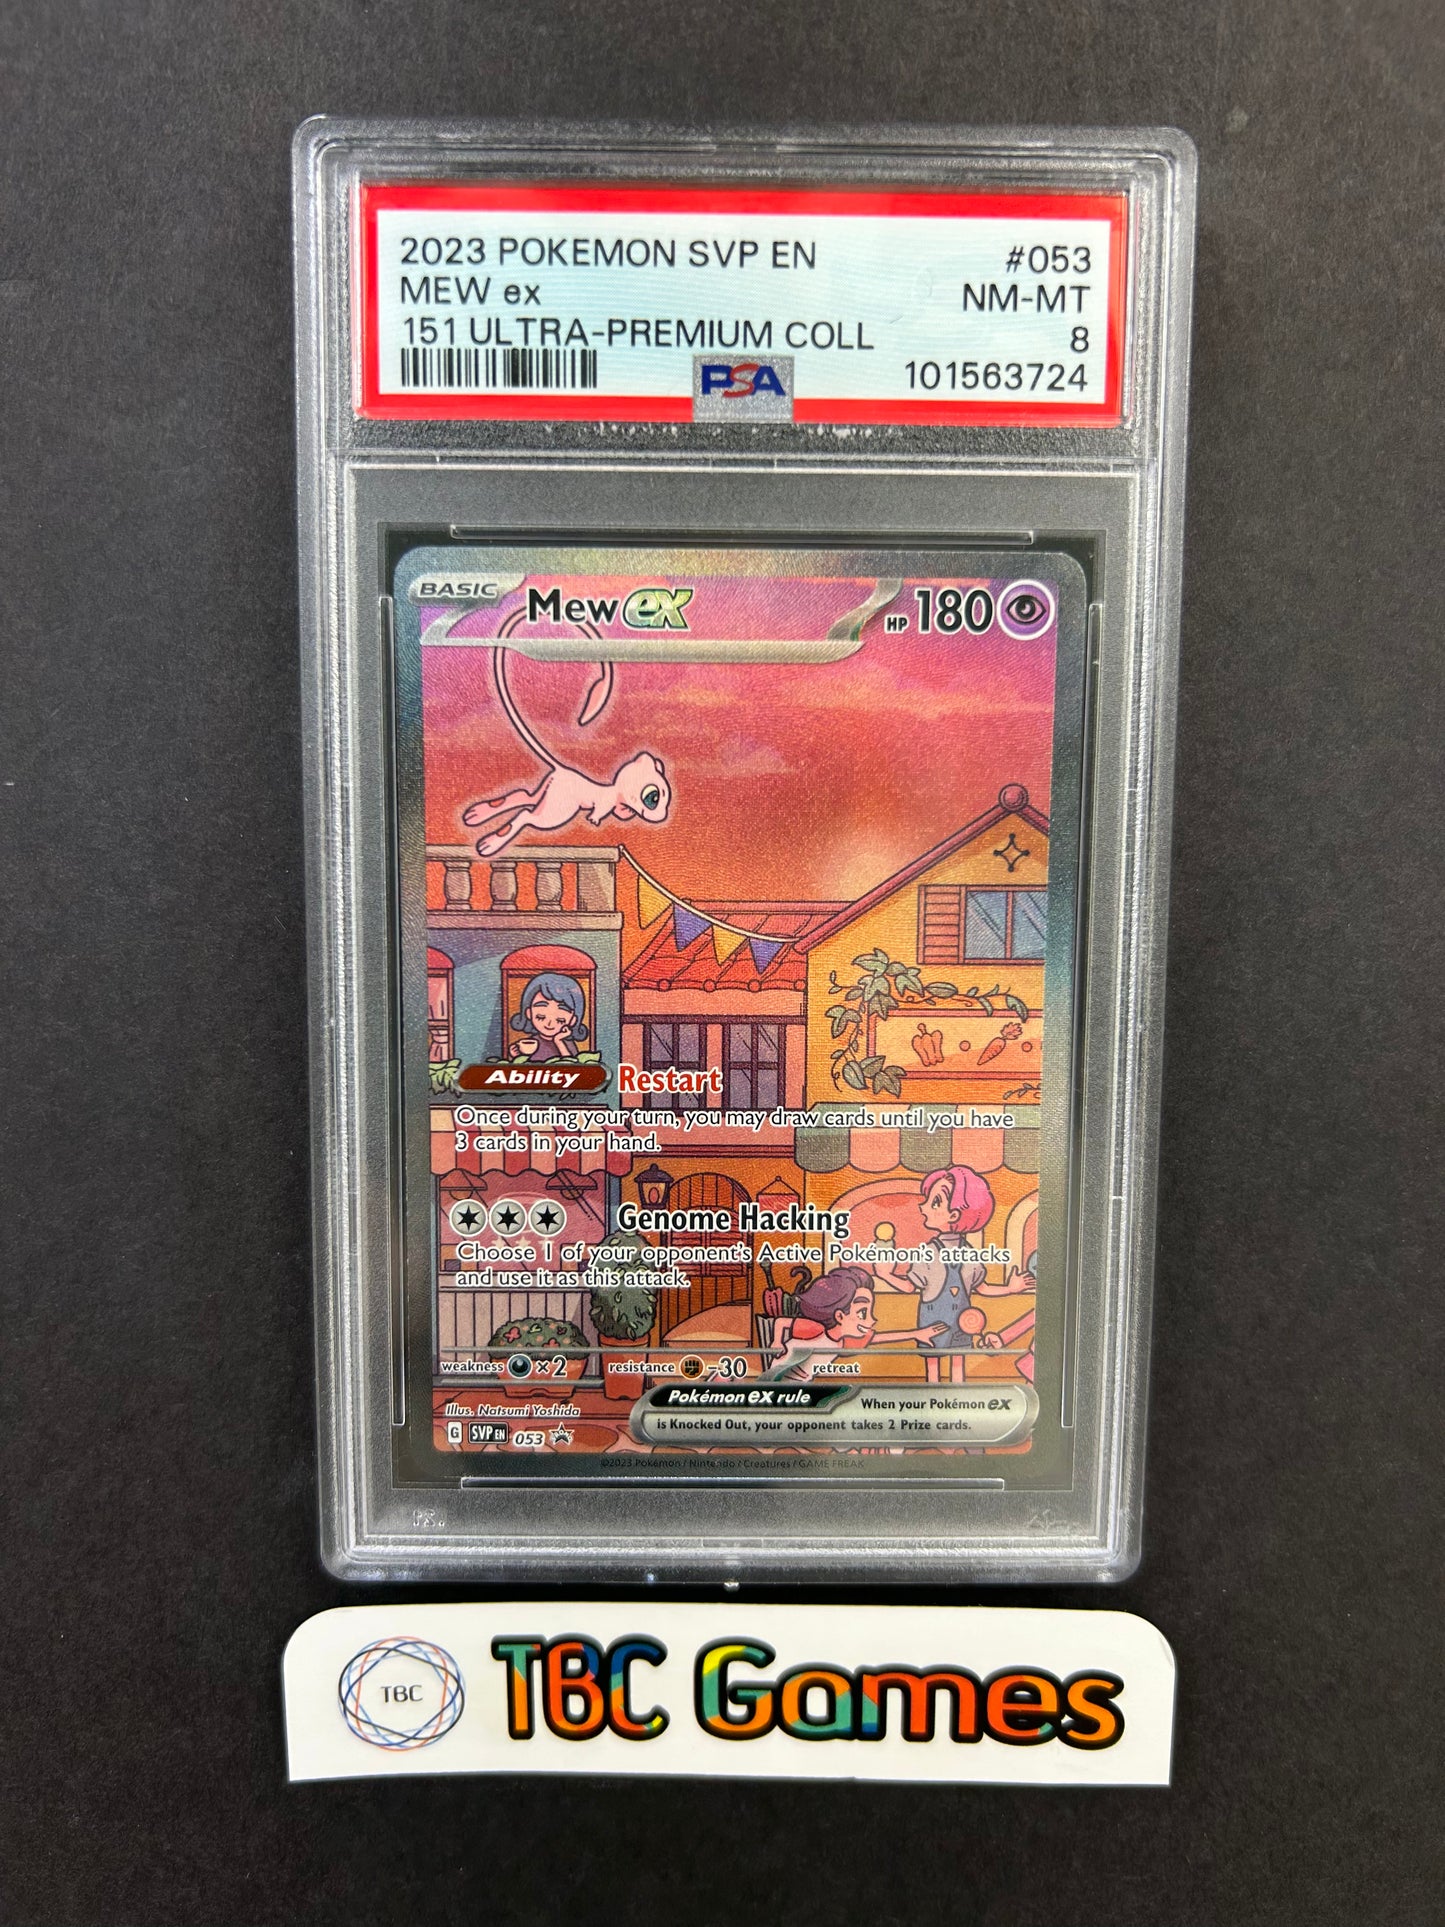 2023 POKEMON SVP EN #053
MEW ex NM-MT
151 ULTRA-PREMIUM COLL 8
PSA 101563724
BASIC Mew ex HP 180
Ability Restart
Once during your turn, you may draw cards until you have
3 cards in your hand.
Genome Hacking
Choose 1 of your opponent's Active Pokémon's attacks
and use it as this attack.
weakness ×2 resistance -30 retreat
Pokémon ex rule When your Pokémon ex
is Knocked Out, your opponent takes 2 Prize cards.
Illus. Natsumi Yoshida
G SVP EN 053
©2023 Pokémon / Nintendo / Creatures / GAME FREAK
TBC TBC Games